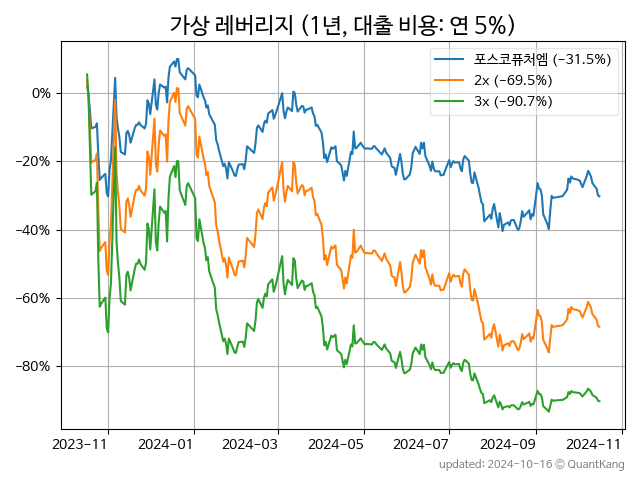 가상 레버리지 (1년, 대출 비용: 연 5%)
포스코퓨처엠 (−31.5%)
2x (−69.5%)
3x (−90.7%)
0%
−20%
−40%
−60%
−80%
2023-11 2024-01 2024-03 2024-05 2024-07 2024-09 2024-11
updated: 2024-10-16 © QuantKang